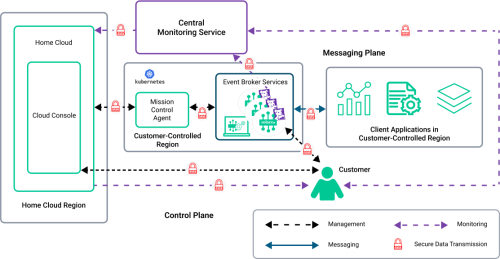 Central
Monitoring Service
Home Cloud
Messaging Plane
kubernetes
Event Broker Services
Cloud Console
Mission
Control
Agent
Customer-Controlled
Region
Client Applications in
Customer-Controlled Region
Customer
Home Cloud Region
Control Plane
Management
Monitoring
Messaging
Secure Data Transmission